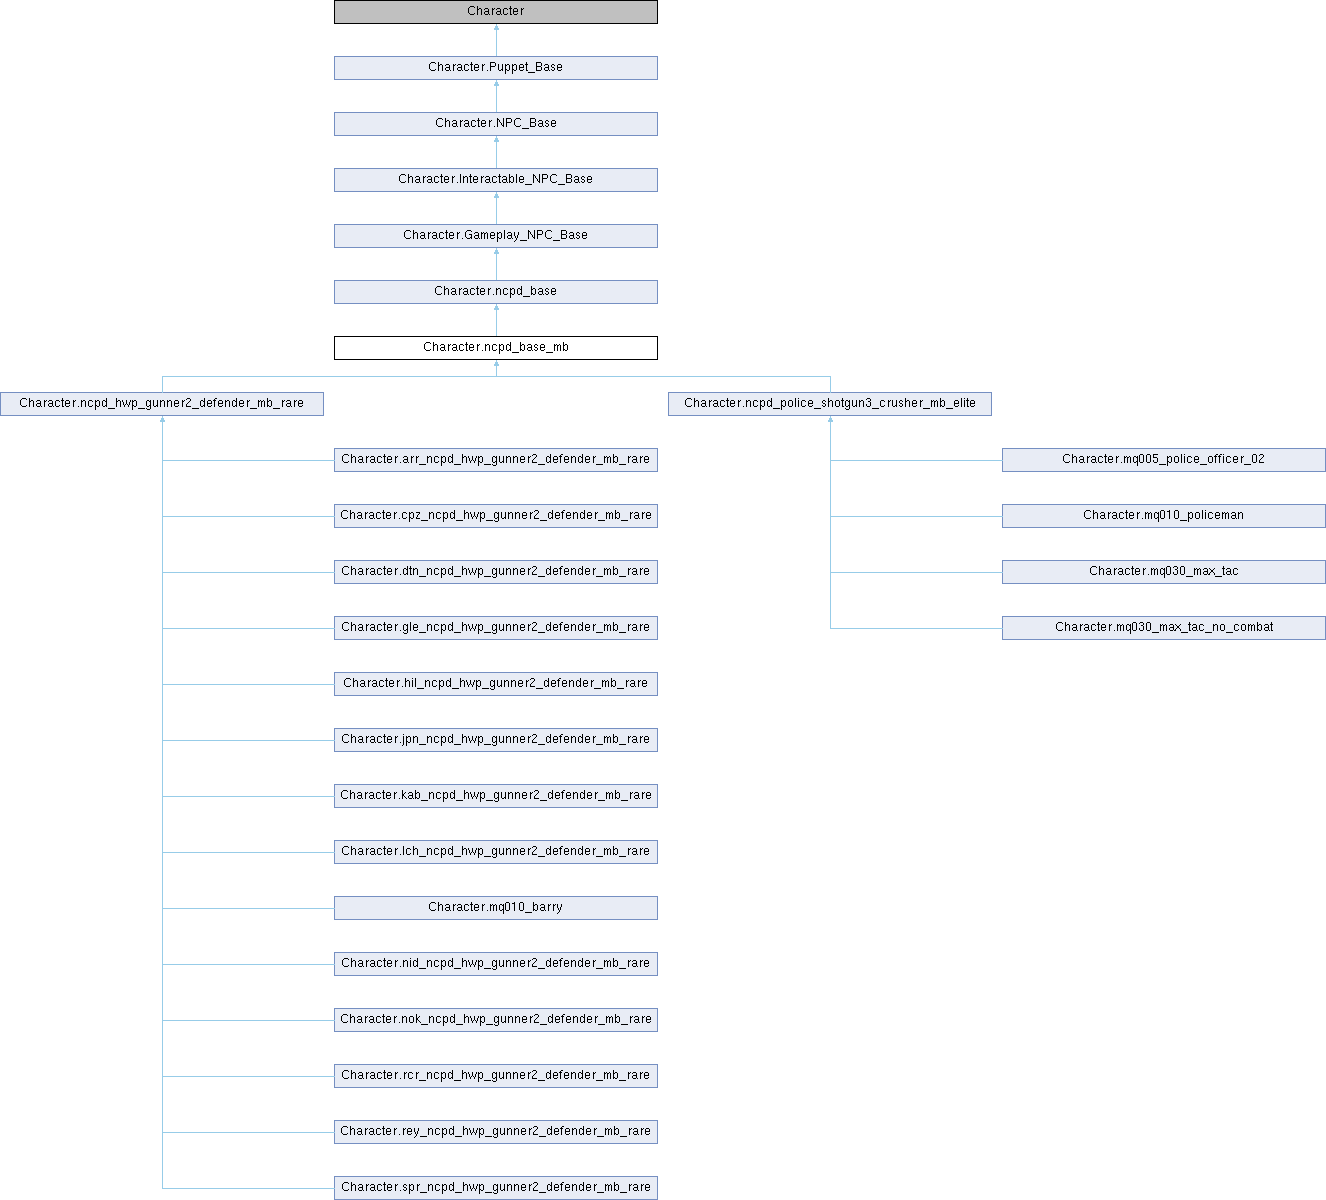 Character
Character.Puppet_Base
Character.NPC_Base
Character.Interactable_NPC_Base
Character.Gameplay_NPC_Base
Character.ncpd_base
Character.ncpd_base_mb
Character.ncpd_hwp_gunner2_defender_mb_rare
Character.ncpd_police_shotgun3_crusher_mb_elite
Character.arr_ncpd_hwp_gunner2_defender_mb_rare
Character.mq005_police_officer_02
Character.cpz_ncpd_hwp_gunner2_defender_mb_rare
Character.mq010_policeman
Character.dtn_ncpd_hwp_gunner2_defender_mb_rare
Character.mq030_max_tac
Character.gle_ncpd_hwp_gunner2_defender_mb_rare
Character.mq030_max_tac_no_combat
Character.hil_ncpd_hwp_gunner2_defender_mb_rare
Character.jpn_ncpd_hwp_gunner2_defender_mb_rare
Character.kab_ncpd_hwp_gunner2_defender_mb_rare
Character.lch_ncpd_hwp_gunner2_defender_mb_rare
Character.mq010_barry
Character.nid_ncpd_hwp_gunner2_defender_mb_rare
Character.nok_ncpd_hwp_gunner2_defender_mb_rare
Character.rcr_ncpd_hwp_gunner2_defender_mb_rare
Character.rey_ncpd_hwp_gunner2_defender_mb_rare
Character.spr_ncpd_hwp_gunner2_defender_mb_rare